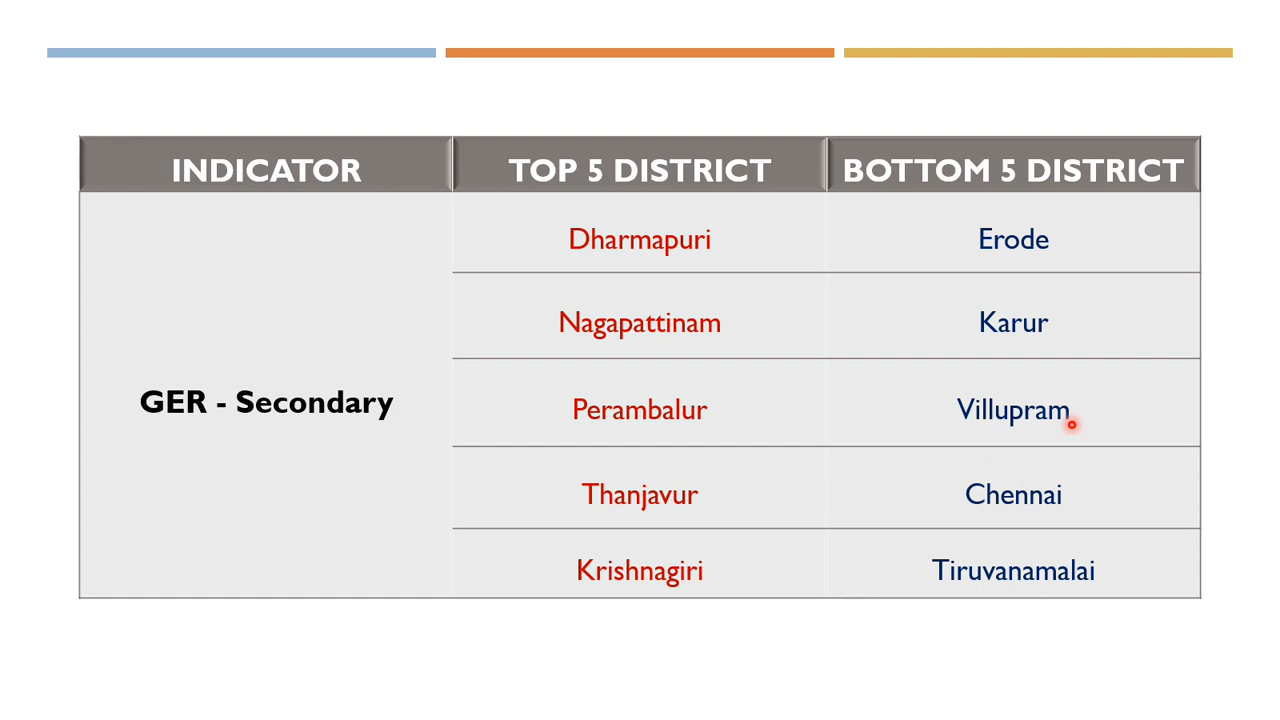 INDICATOR TOP 5 DISTRICT BOTTOM 5 DISTRICT
Dharmapuri Erode
Nagapattinam Karur
GER - Secondary Perambalur Villupram
Thanjavur Chennai
Krishnagiri Tiruvanamalai